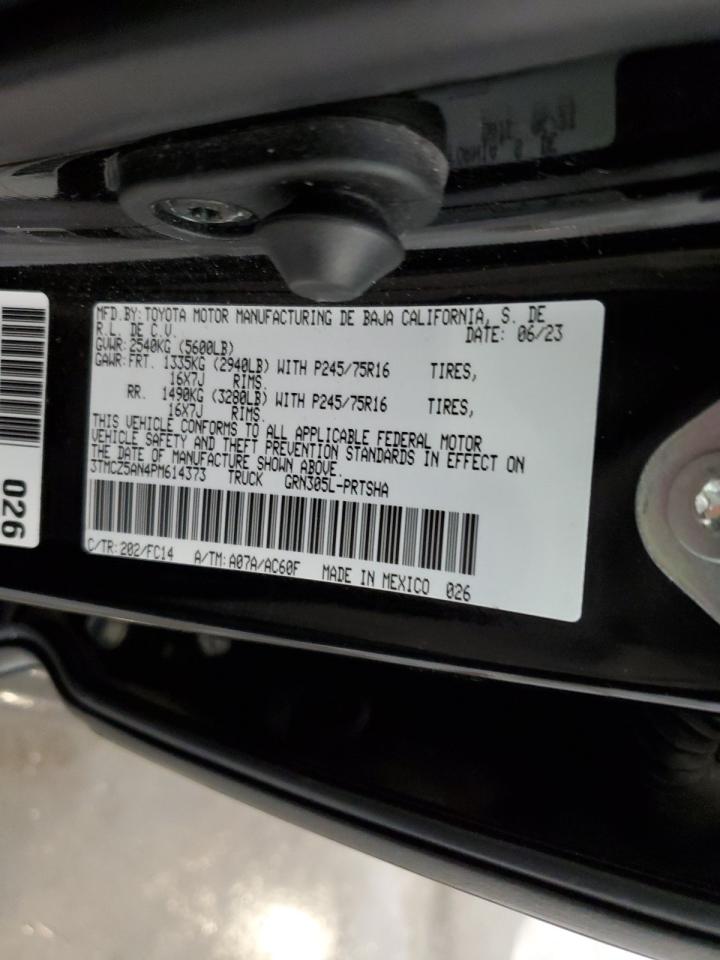 MFD.BY:TOYOTA MOTOR MANUFACTURING DE BAJA CALIFORNIA, S. DE
R.L. DE C.V. DATE: 06/23
GVWR:2540KG (5600LB)
GAWR:FRT. 1335KG (2940LB) WITH P245/75R16 TIRES,
16X7J RIMS.
RR. 1490KG (3280LB) WITH P245/75R16 TIRES,
16X7J RIMS.
THIS VEHICLE CONFORMS TO ALL APPLICABLE FEDERAL MOTOR
VEHICLE SAFETY AND THEFT PREVENTION STANDARDS IN EFFECT ON
THE DATE OF MANUFACTURE SHOWN ABOVE.
3TMCZ5AN4PM614373 TRUCK GRN305L-PRTSHA
C/TR:202/FC14 A/TM:A07A/AC60F MADE IN MEXICO 026
026